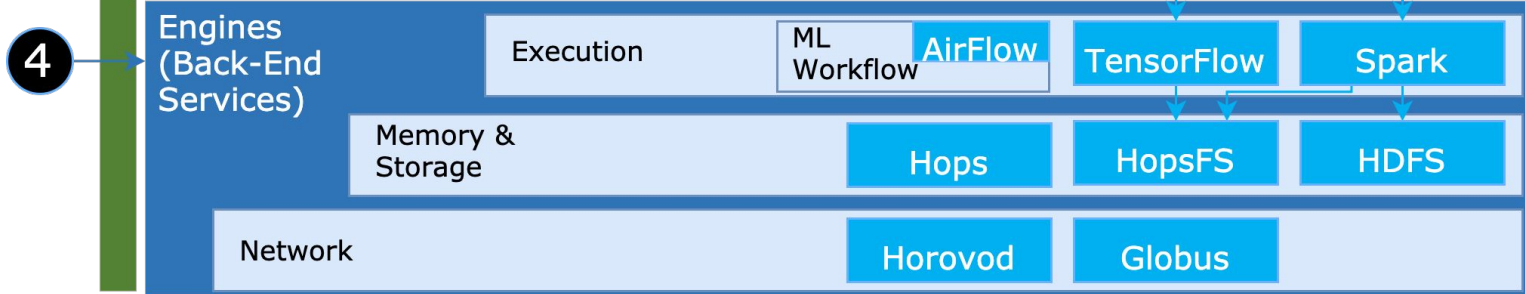 4
Engines
(Back-End
Services)
Execution
ML
Workflow
AirFlow
TensorFlow
Spark
Memory &
Storage
Hops
HopsFS
HDFS
Network
Horovod
Globus